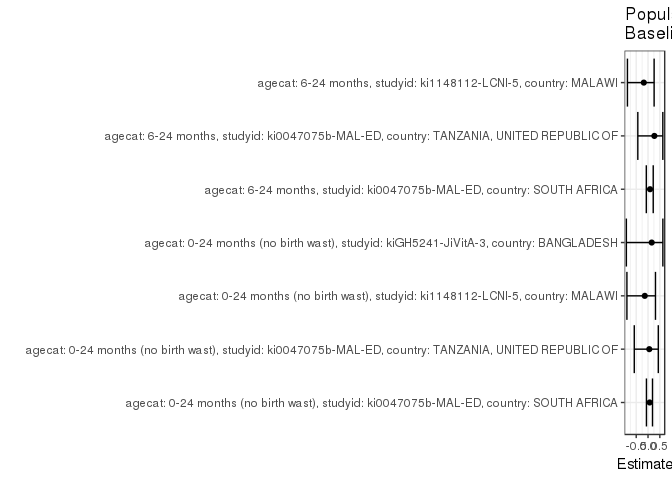 Popul
Baseli
agecat: 6-24 months, studyid: ki1148112-LCNI-5, country: MALAWI
agecat: 6-24 months, studyid: ki0047075b-MAL-ED, country: TANZANIA, UNITED REPUBLIC OF
agecat: 6-24 months, studyid: ki0047075b-MAL-ED, country: SOUTH AFRICA
agecat: 0-24 months (no birth wast), studyid: kiGH5241-JiVitA-3, country: BANGLADESH
agecat: 0-24 months (no birth wast), studyid: ki1148112-LCNI-5, country: MALAWI
agecat: 0-24 months (no birth wast), studyid: ki0047075b-MAL-ED, country: TANZANIA, UNITED REPUBLIC OF
agecat: 0-24 months (no birth wast), studyid: ki0047075b-MAL-ED, country: SOUTH AFRICA
-0.5 0.0 0.5
Estimate